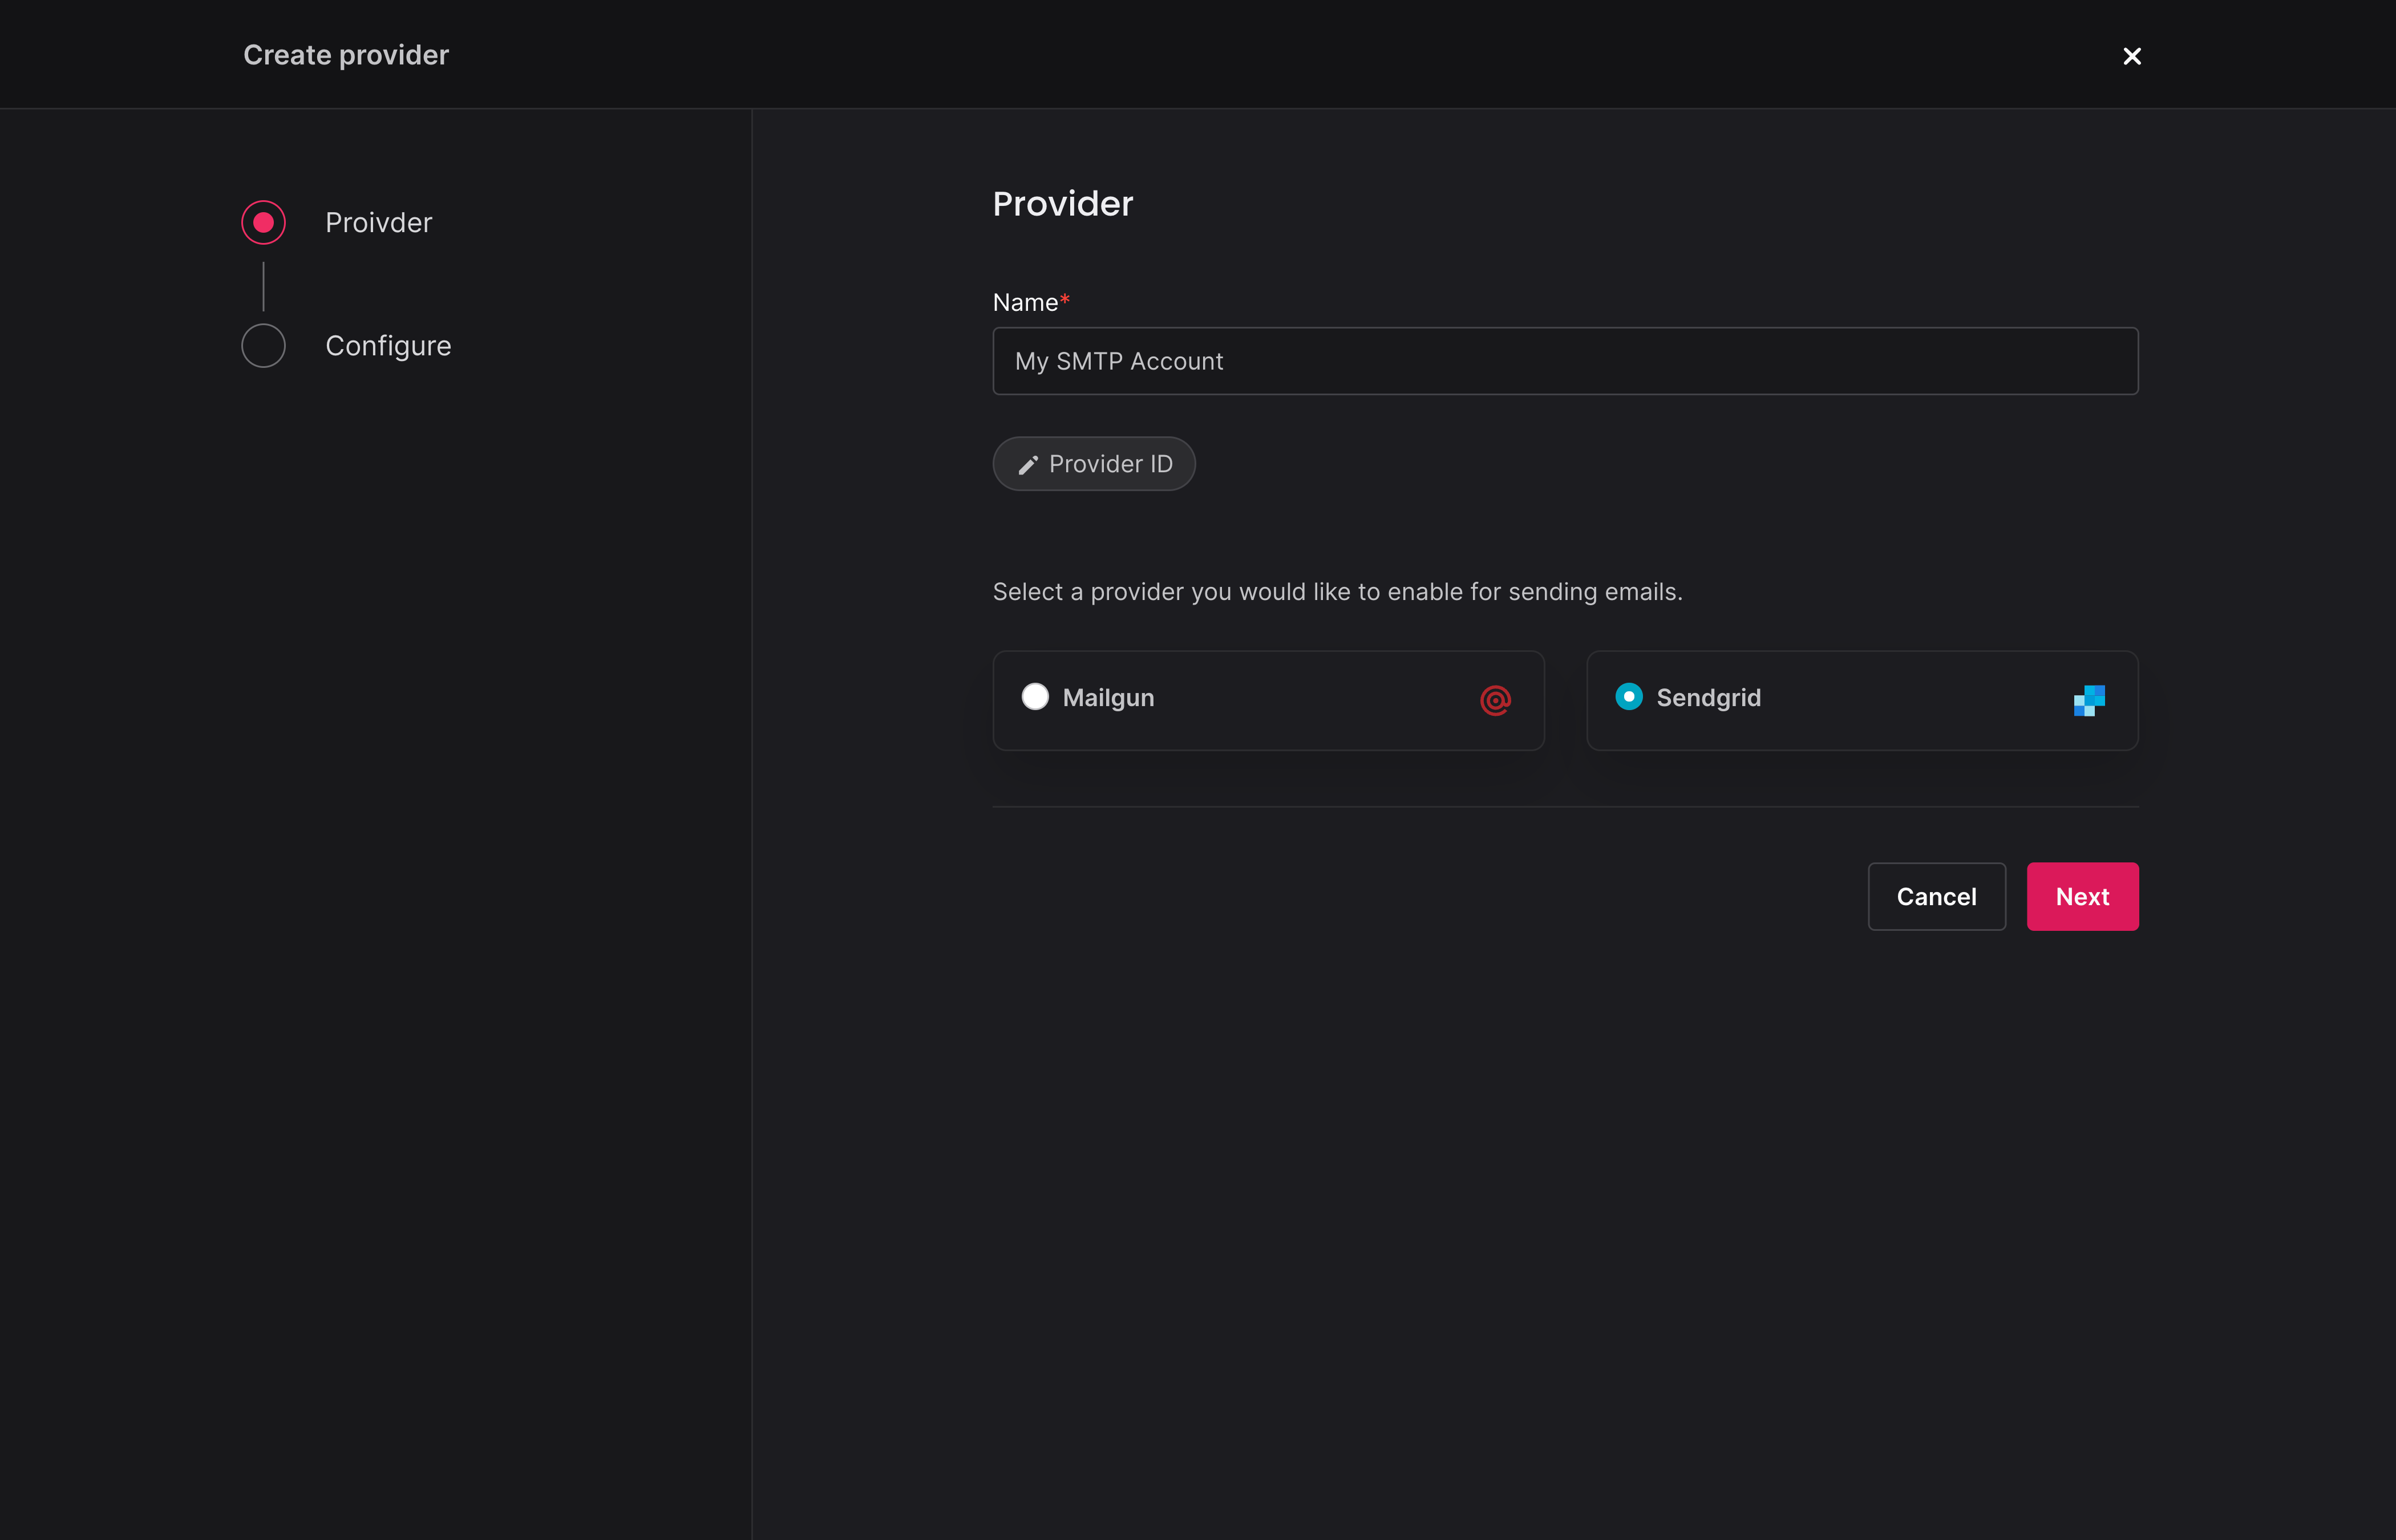 Create provider
Proivder
Configure
Provider
Name*
My SMTP Account
Provider ID
Select a provider you would like to enable for sending emails.
Mailgun
Sendgrid
Cancel
Next